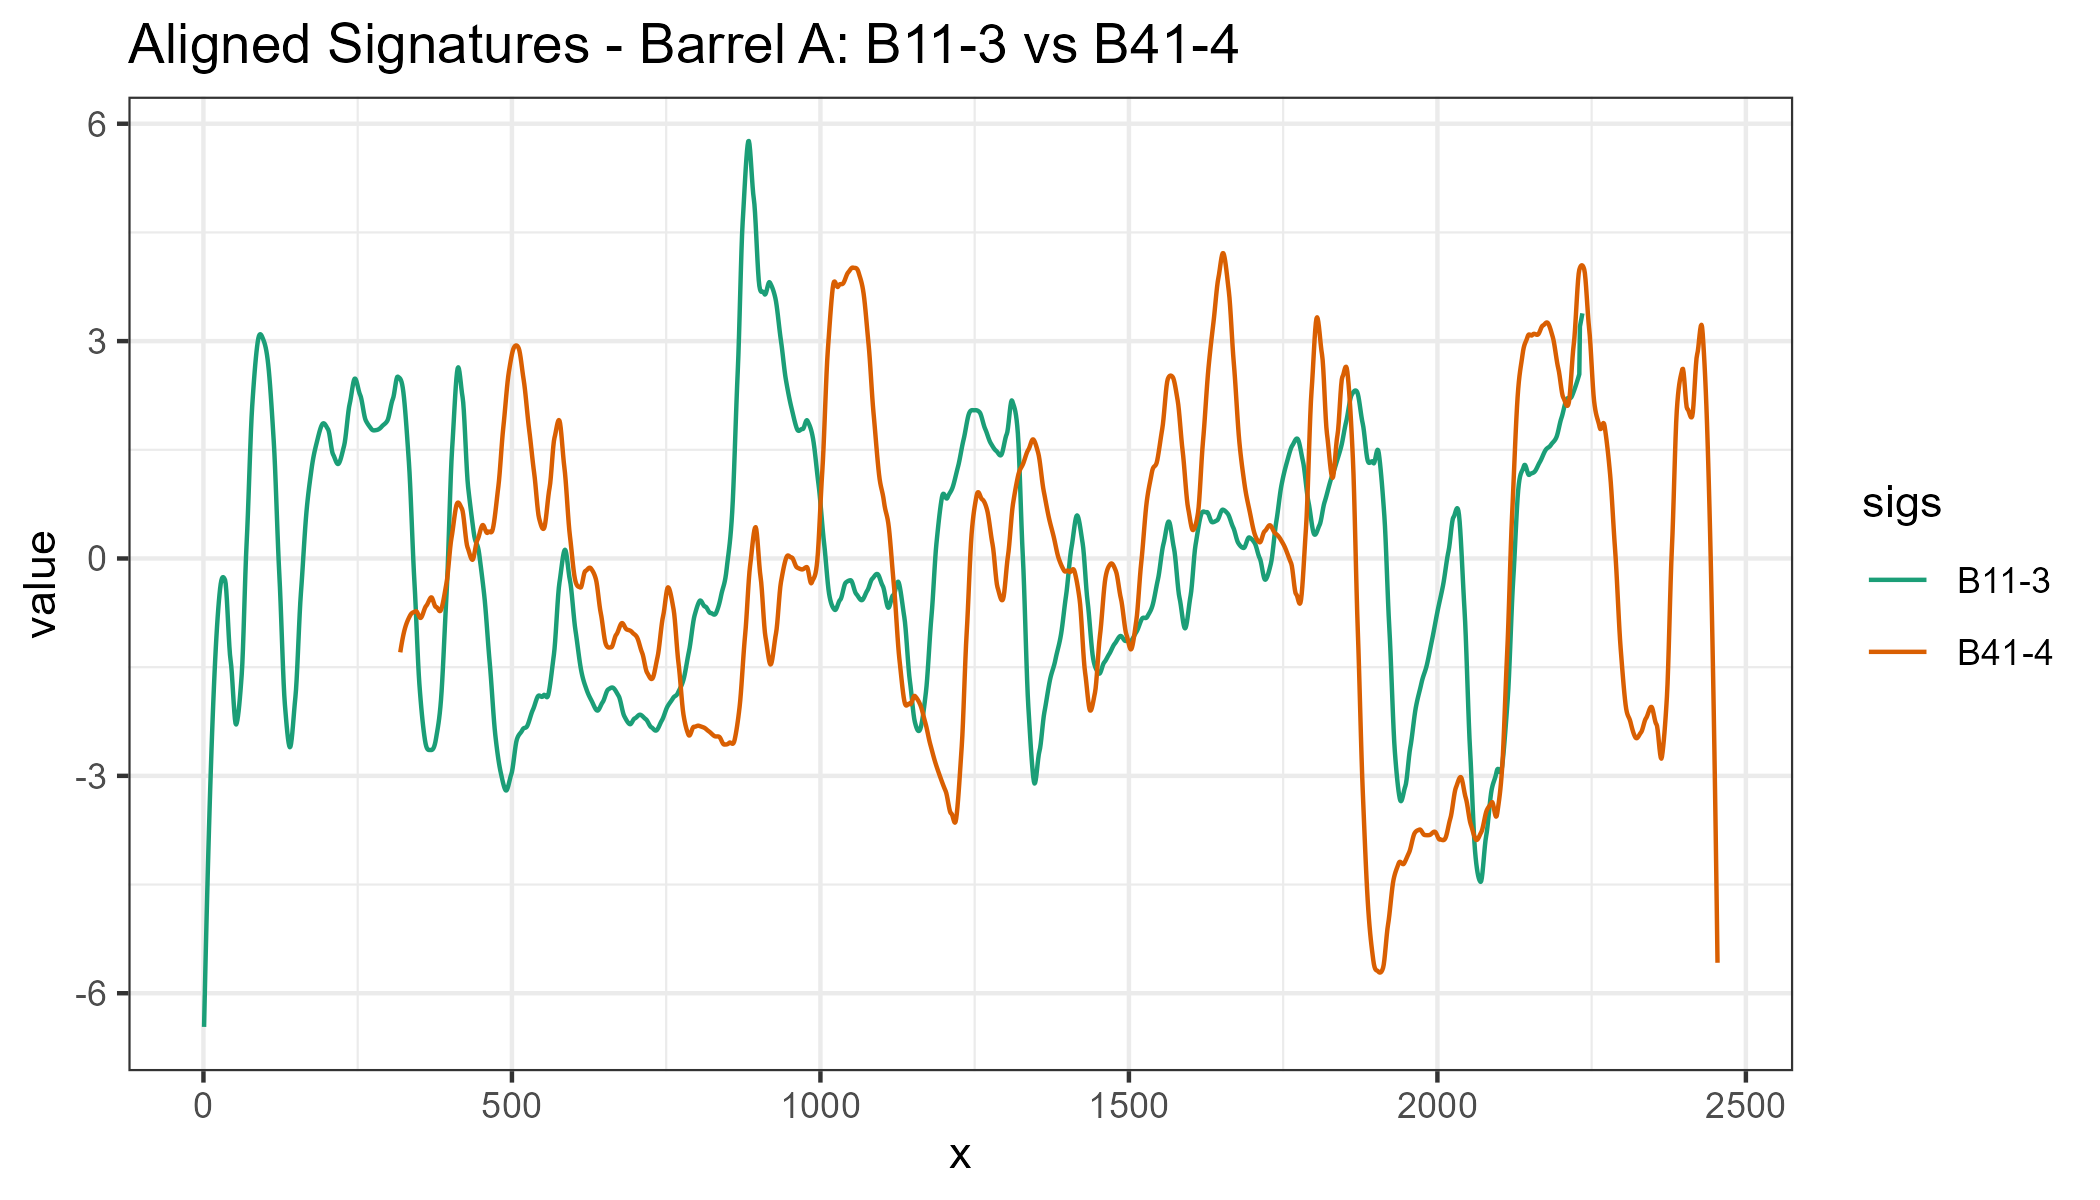 Aligned Signatures - Barrel A: B11-3 vs B41-4
6
3
0
-3
-6
value
0 500 1000 1500 2000 2500
x
sigs
B11-3
B41-4